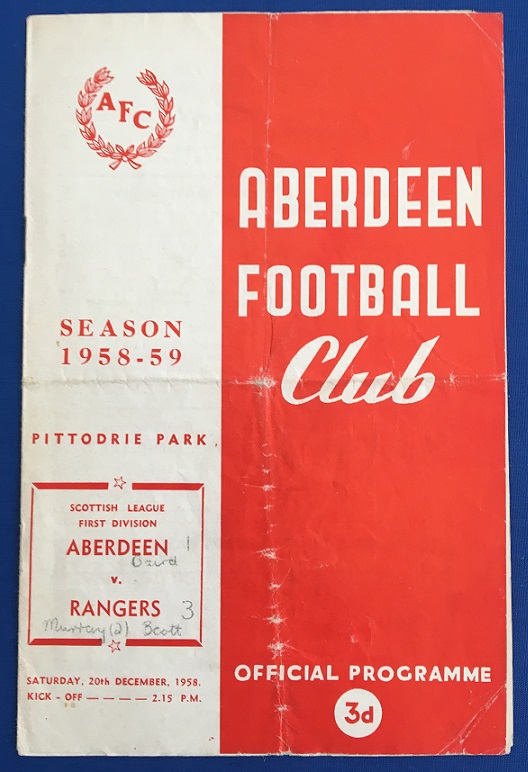 AFC
ABERDEEN
FOOTBALL
Club
SEASON
1958-59
PITTODRIE PARK
SCOTTISH LEAGUE
FIRST DIVISION
ABERDEEN 1
v.
RANGERS 3
Murray (2) Scott
SATURDAY, 20th DECEMBER, 1958.
KICK - OFF — — — — 2.15 P.M.
OFFICIAL PROGRAMME
3d